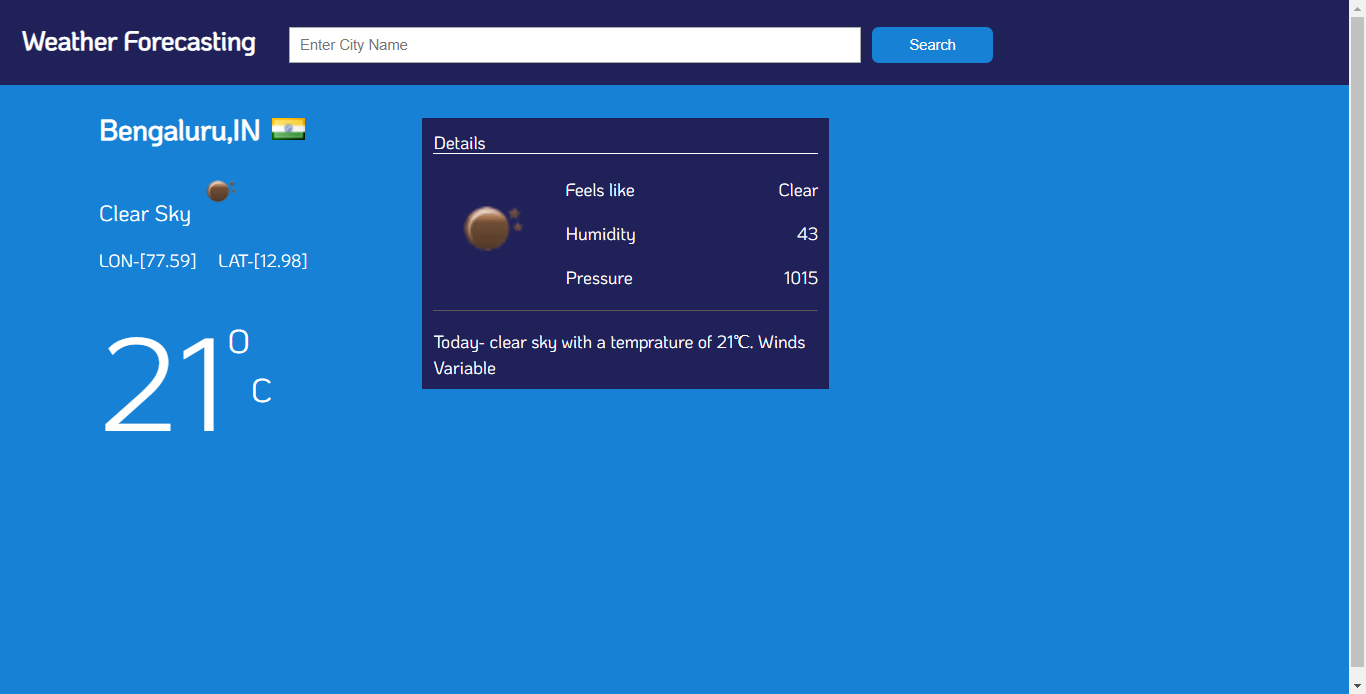 Weather Forecasting
Enter City Name
Search
Bengaluru,IN
Clear Sky
LON-[77.59] LAT-[12.98]
21
O
C
Details
Feels like Clear
Humidity 43
Pressure 1015
Today- clear sky with a temprature of 21℃. Winds
Variable